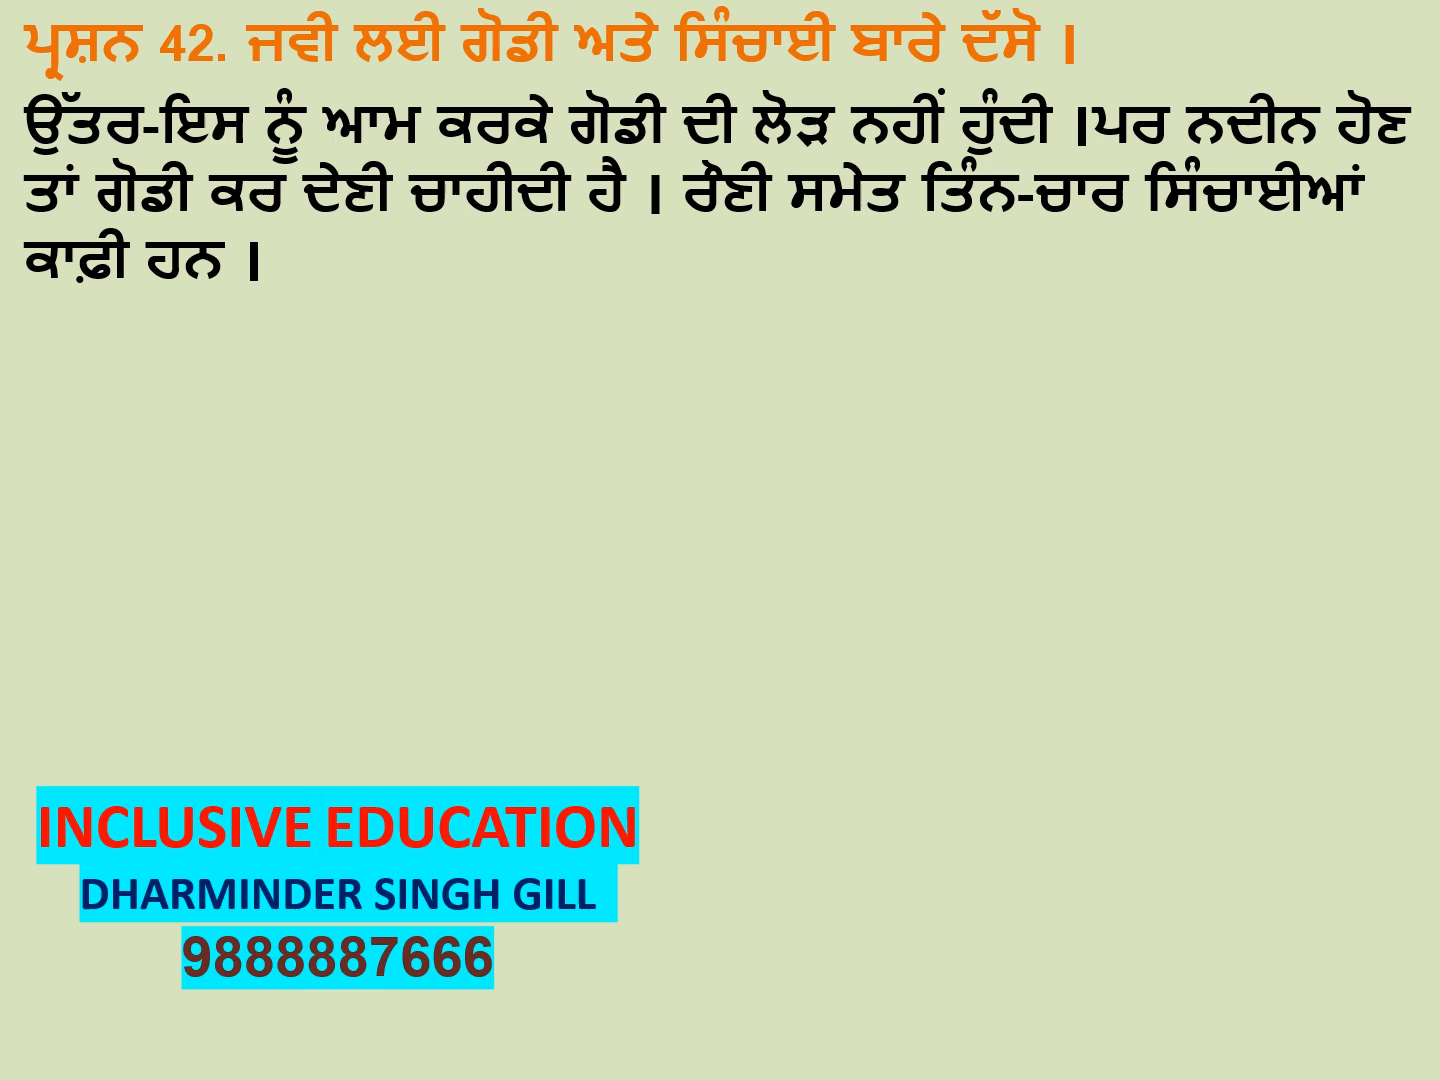 ਪ੍ਰਸ਼ਨ 42. ਜਵੀ ਲਈ ਗੋਡੀ ਅਤੇ ਸਿੰਚਾਈ ਬਾਰੇ ਦੱਸੋ ।
ਉੱਤਰ-ਇਸ ਨੂੰ ਆਮ ਕਰਕੇ ਗੋਡੀ ਦੀ ਲੋੜ ਨਹੀਂ ਹੁੰਦੀ ।ਪਰ ਨਦੀਨ ਹੋਣ
ਤਾਂ ਗੋਡੀ ਕਰ ਦੇਣੀ ਚਾਹੀਦੀ ਹੈ । ਰੌਣੀ ਸਮੇਤ ਤਿੰਨ-ਚਾਰ ਸਿੰਚਾਈਆਂ
ਕਾਫ਼ੀ ਹਨ ।
INCLUSIVE EDUCATION
DHARMINDER SINGH GILL
9888887666